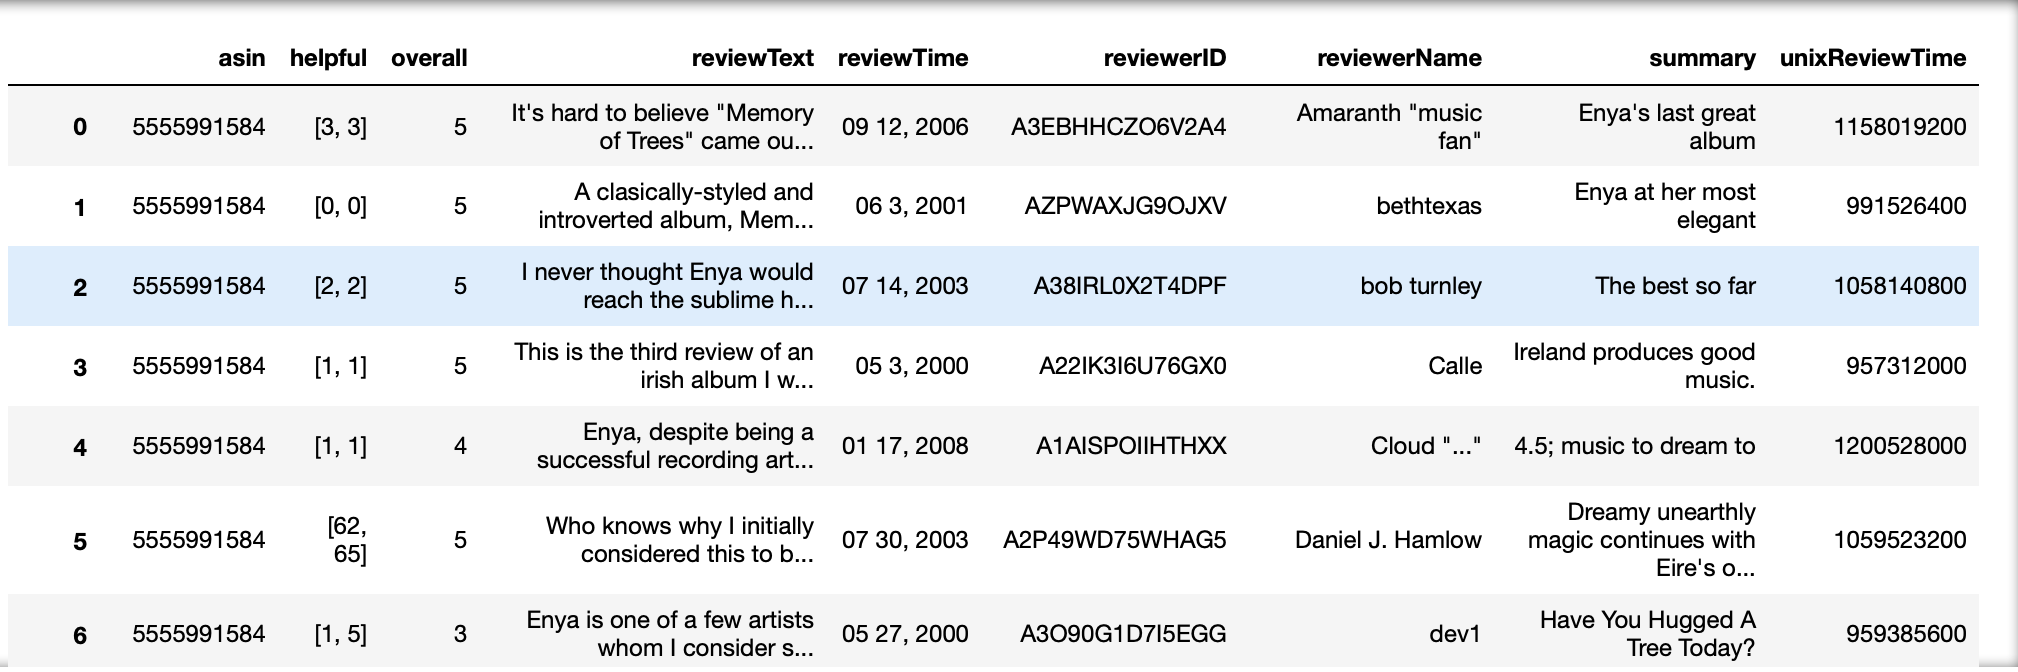 asin helpful overall reviewText reviewTime reviewerID reviewerName summary unixReviewTime
0 5555991584 [3, 3] 5 It's hard to believe "Memory of Trees" came ou... 09 12, 2006 A3EBHHCZO6V2A4 Amaranth "music fan" Enya's last great album 1158019200
1 5555991584 [0, 0] 5 A clasically-styled and introverted album, Mem... 06 3, 2001 AZPWAXJG9OJXV bethtexas Enya at her most elegant 991526400
2 5555991584 [2, 2] 5 I never thought Enya would reach the sublime h... 07 14, 2003 A38IRL0X2T4DPF bob turnley The best so far 1058140800
3 5555991584 [1, 1] 5 This is the third review of an irish album I w... 05 3, 2000 A22IK3I6U76GX0 Calle Ireland produces good music. 957312000
4 5555991584 [1, 1] 4 Enya, despite being a successful recording art... 01 17, 2008 A1AISPOIIHTHXX Cloud "..." 4.5; music to dream to 1200528000
5 5555991584 [62, 65] 5 Who knows why I initially considered this to b... 07 30, 2003 A2P49WD75WHAG5 Daniel J. Hamlow Dreamy unearthly magic continues with Eire's o... 1059523200
6 5555991584 [1, 5] 3 Enya is one of a few artists whom I consider s... 05 27, 2000 A3O90G1D7I5EGG dev1 Have You Hugged A Tree Today? 959385600